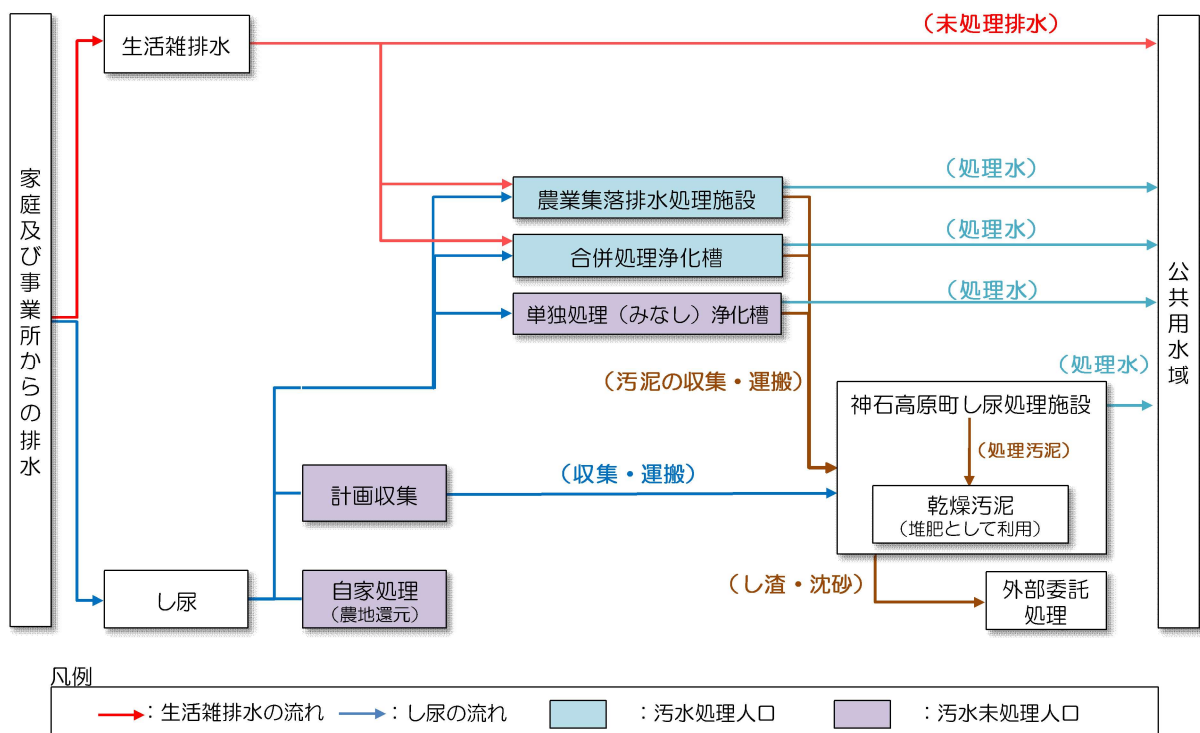 家庭及び事業所からの排水
生活雑排水
（未処理排水）
農業集落排水処理施設
（処理水）
合併処理浄化槽
（処理水）
単独処理（みなし）浄化槽
（処理水）
（汚泥の収集・運搬）
（処理水）
神石高原町し尿処理施設
（処理汚泥）
乾燥汚泥
（堆肥として利用）
計画収集
（収集・運搬）
し尿
自家処理
（農地還元）
（し渣・沈砂）
外部委託
処理
公共用水域
凡例
：生活雑排水の流れ
：し尿の流れ
：汚水処理人口
：汚水未処理人口